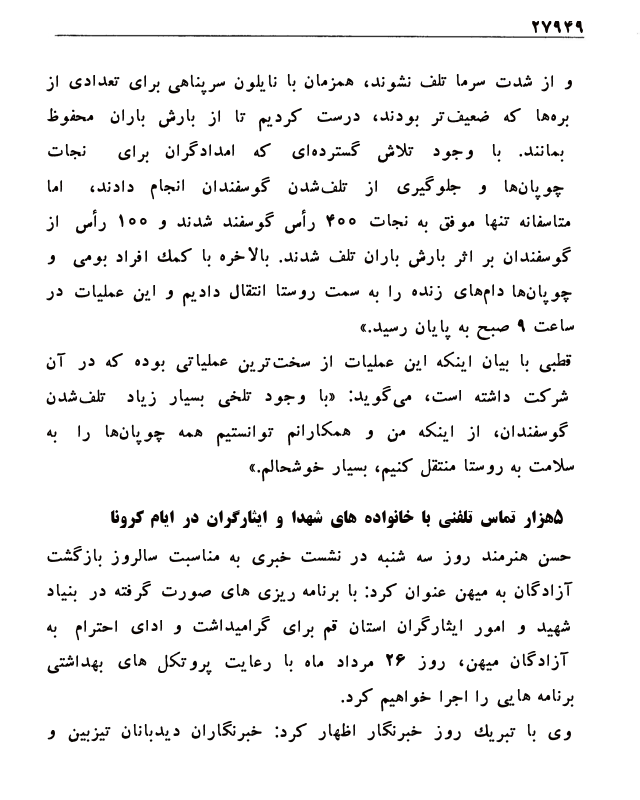 ۲۷۹۴۹
و از شدت سرما تلف نشوند، همزمان با نایلون سرپناهی برای تعدادی از
بره‌ها که ضعیف‌تر بودند، درست کردیم تا از بارش باران محفوظ
بمانند. با وجود تلاش گسترده‌ای که امدادگران برای نجات
چوپان‌ها و جلوگیری از تلف‌شدن گوسفندان انجام دادند، اما
متاسفانه تنها موفق به نجات ۴۰۰ رأس گوسفند شدند و ۱۰۰ رأس از
گوسفندان بر اثر بارش باران تلف شدند. بالاخره با کمك افراد بومی و
چوپان‌ها دام‌های زنده را به سمت روستا انتقال دادیم و این عملیات در
ساعت ۹ صبح به پایان رسید.»
قطبی با بیان اینکه این عملیات از سخت‌ترین عملیاتی بوده که در آن
شرکت داشته است، می‌گوید: «با وجود تلخی بسیار زیاد تلف‌شدن
گوسفندان، از اینکه من و همکارانم توانستیم همه چوپان‌ها را به
سلامت به روستا منتقل کنیم، بسیار خوشحالم.»
۵هزار تماس تلفنی با خانواده های شهدا و ایثارگران در ایام کرونا
حسن هنرمند روز سه شنبه در نشست خبری به مناسبت سالروز بازگشت
آزادگان به میهن عنوان کرد: با برنامه ریزی های صورت گرفته در بنیاد
شهید و امور ایثارگران استان قم برای گرامیداشت و ادای احترام به
آزادگان میهن، روز ۲۶ مرداد ماه با رعایت پروتکل های بهداشتی
برنامه هایی را اجرا خواهیم کرد.
وی با تبریك روز خبرنگار اظهار کرد: خبرنگاران دیدبانان تیزبین و